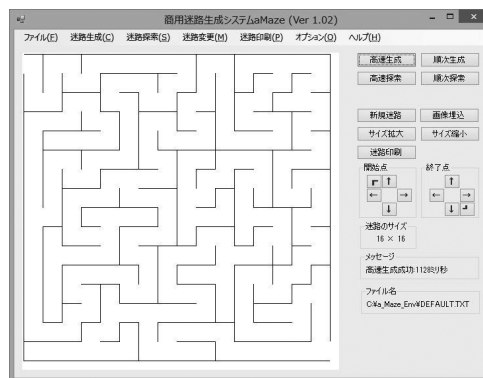 商用迷路生成システムaMaze (Ver 1.02)
ファイル(F) 迷路生成(C) 迷路探索(S) 迷路変更(M) 迷路印刷(P) オプション(O) ヘルプ(H)
高速生成 順次生成
高速探索 順次探索
新規迷路 画像埋込
サイズ拡大 サイズ縮小
迷路印刷
開始点 終了点
┏ ↑ ↑
← → ← →
↓ ↓ ┛
迷路のサイズ
16 × 16
メッセージ
高速生成成功:1128ミリ秒
ファイル名
C:¥a_Maze_Env¥DEFAULT.TXT